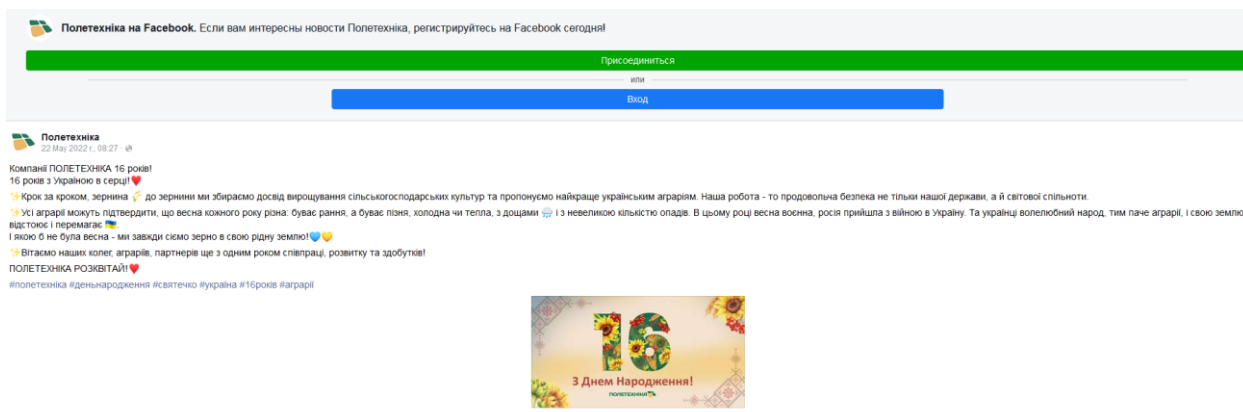 Полетехніка на Facebook. Если вам интересны новости Полетехніка, регистрируйтесь на Facebook сегодня!
Присоединиться
или
Вход
Полетехніка
22 May 2022 г., 08:27 ·
Компанії ПОЛЕТЕХНІКА 16 років!
16 років з Україною в серці!❤️
✨Крок за кроком, зернина 🌾 до зернини ми збираємо досвід вирощування сільськогосподарських культур та пропонуємо найкраще українським аграріям. Наша робота - то продовольча безпека не тільки нашої держави, а й світової спільноти.
✨Усі аграрії можуть підтвердити, що весна кожного року різна: буває рання, а буває пізня, холодна чи тепла, з дощами 🌧 і з невеликою кількістю опадів. В цьому році весна воєнна, росія прийшла з війною в Україну. Та українці волелюбний народ, тим паче аграрії, і свою землю
відстоює і перемагає 🇺🇦.
І якою б не була весна - ми завжди сіємо зерно в свою рідну землю!💙💛
✨Вітаємо наших колег, аграріїв, партнерів ще з одним роком співпраці, розвитку та здобутків!
ПОЛЕТЕХНІКА РОЗКВІТАЙ!❤️
#полетехніка #деньнародження #святечко #україна #16років #аграрії
16
З Днем Народження!
ПОЛЕТЕХНІКА